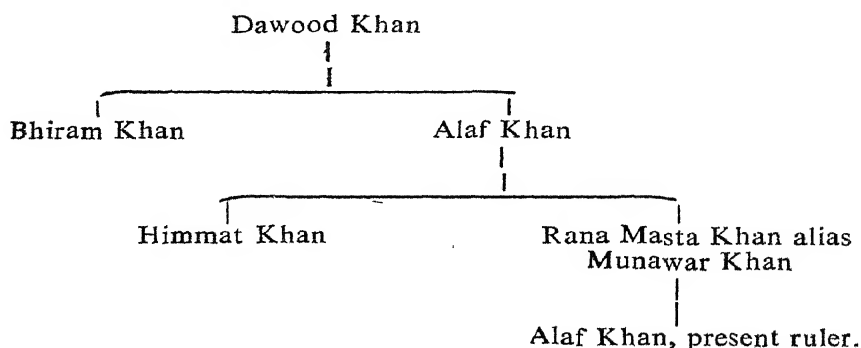 Dawood Khan
Bhiram Khan Alaf Khan
Himmat Khan Rana Masta Khan alias
Munawar Khan
Alaf Khan, present ruler.